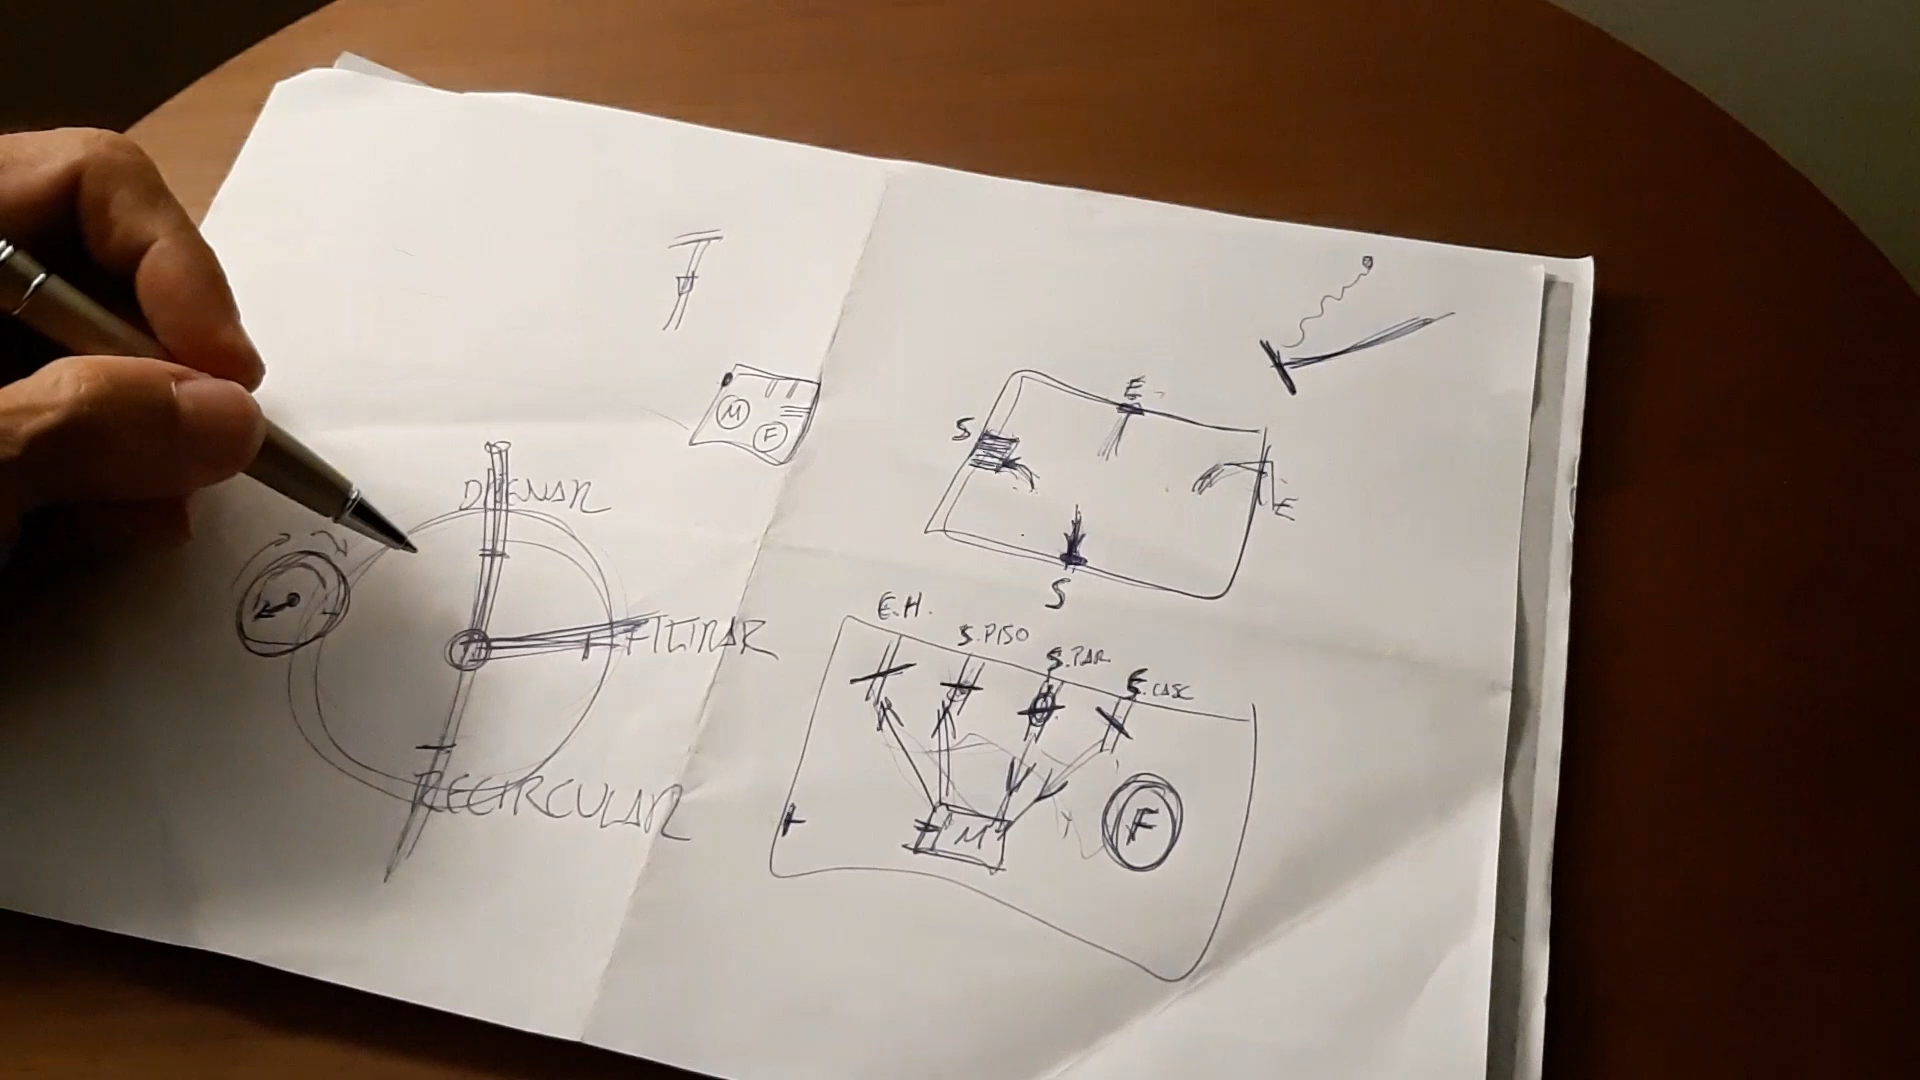 M
F
DRENAR
FILTRAR
RECIRCULAR
E
S
E
S
E.H.
S.PISO
S.PAR
E.CASC
M
F